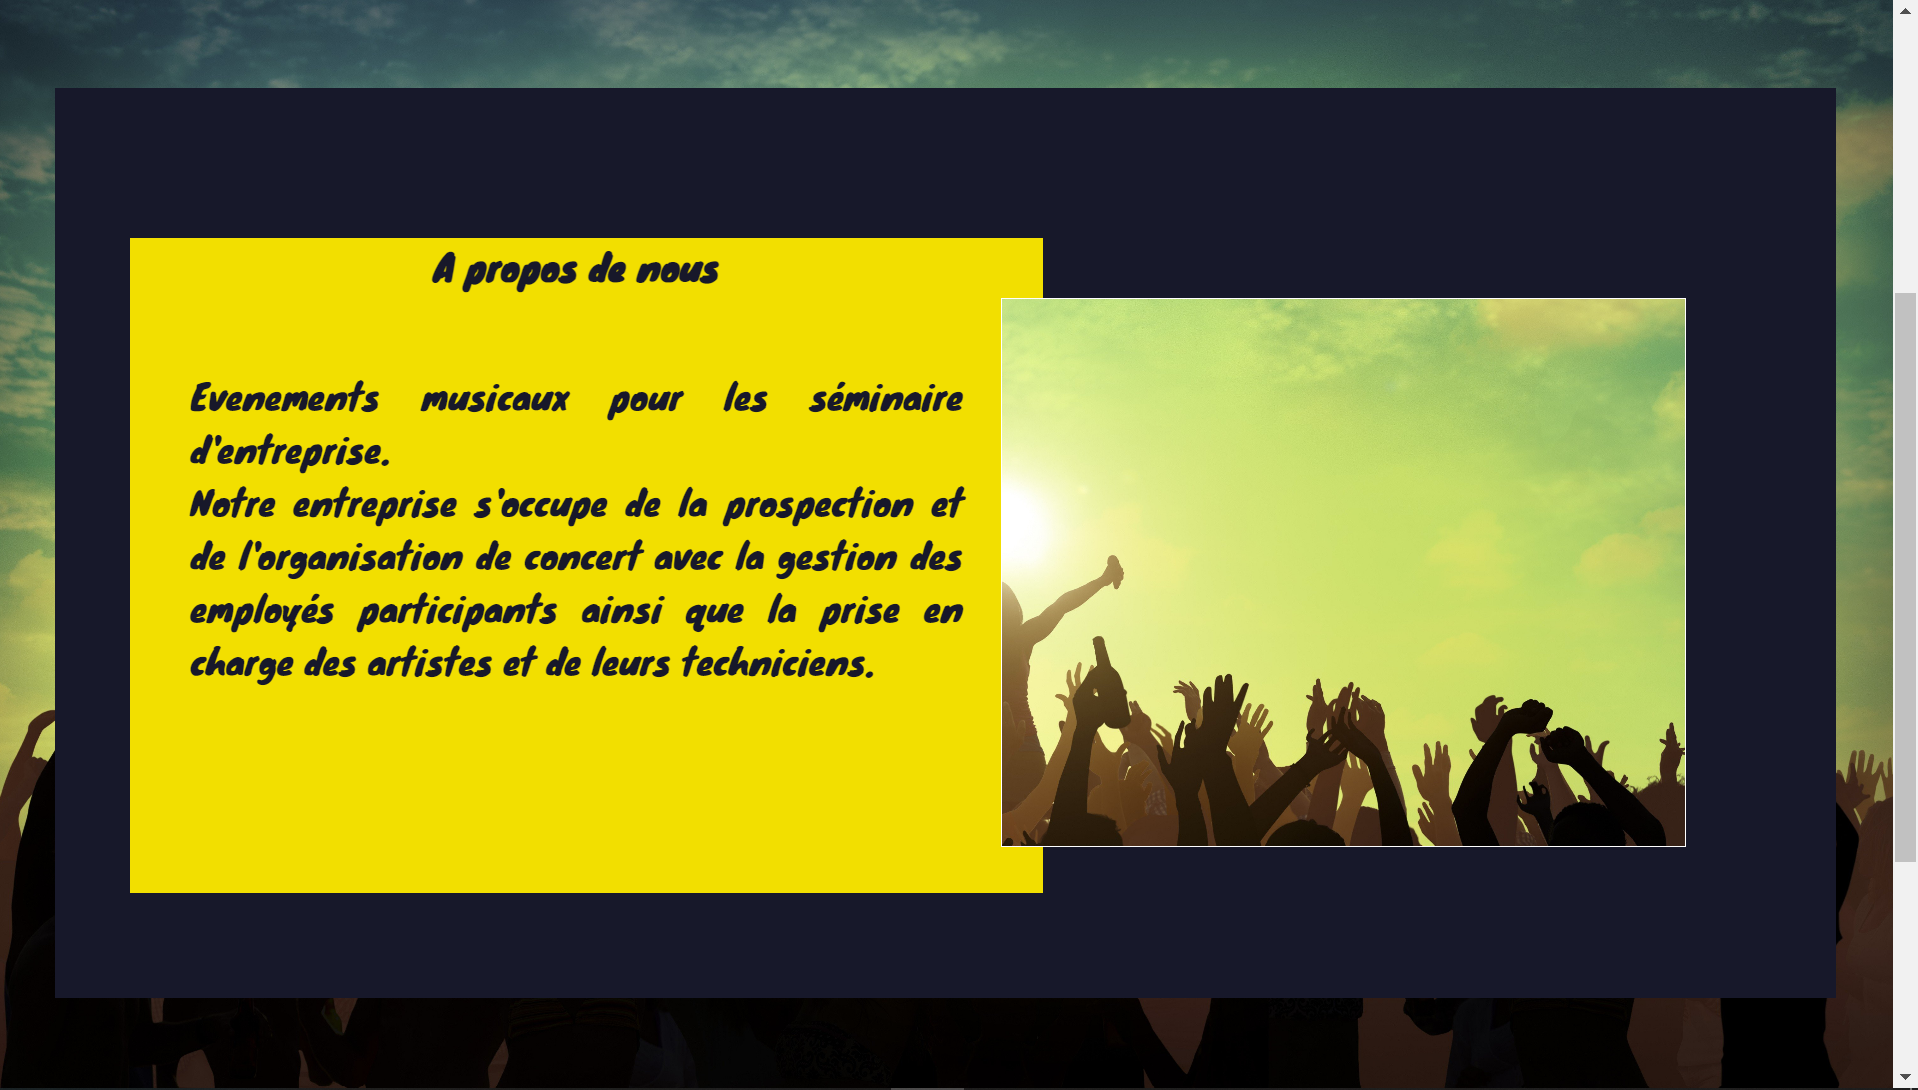 A propos de nous
Evenements musicaux pour les séminaire
d'entreprise.
Notre entreprise s'occupe de la prospection et
de l'organisation de concert avec la gestion des
employés participants ainsi que la prise en
charge des artistes et de leurs techniciens.